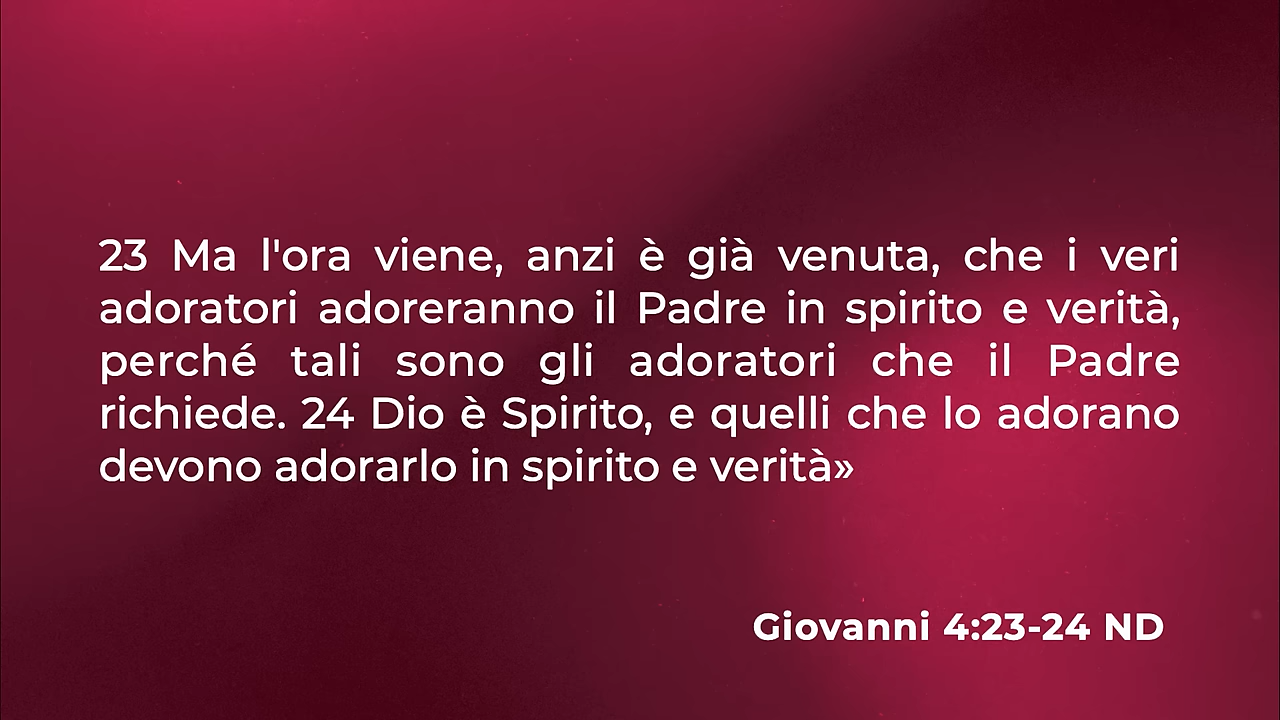 23 Ma l'ora viene, anzi è già venuta, che i veri
adoratori adoreranno il Padre in spirito e verità,
perché tali sono gli adoratori che il Padre
richiede. 24 Dio è Spirito, e quelli che lo adorano
devono adorarlo in spirito e verità»
Giovanni 4:23-24 ND